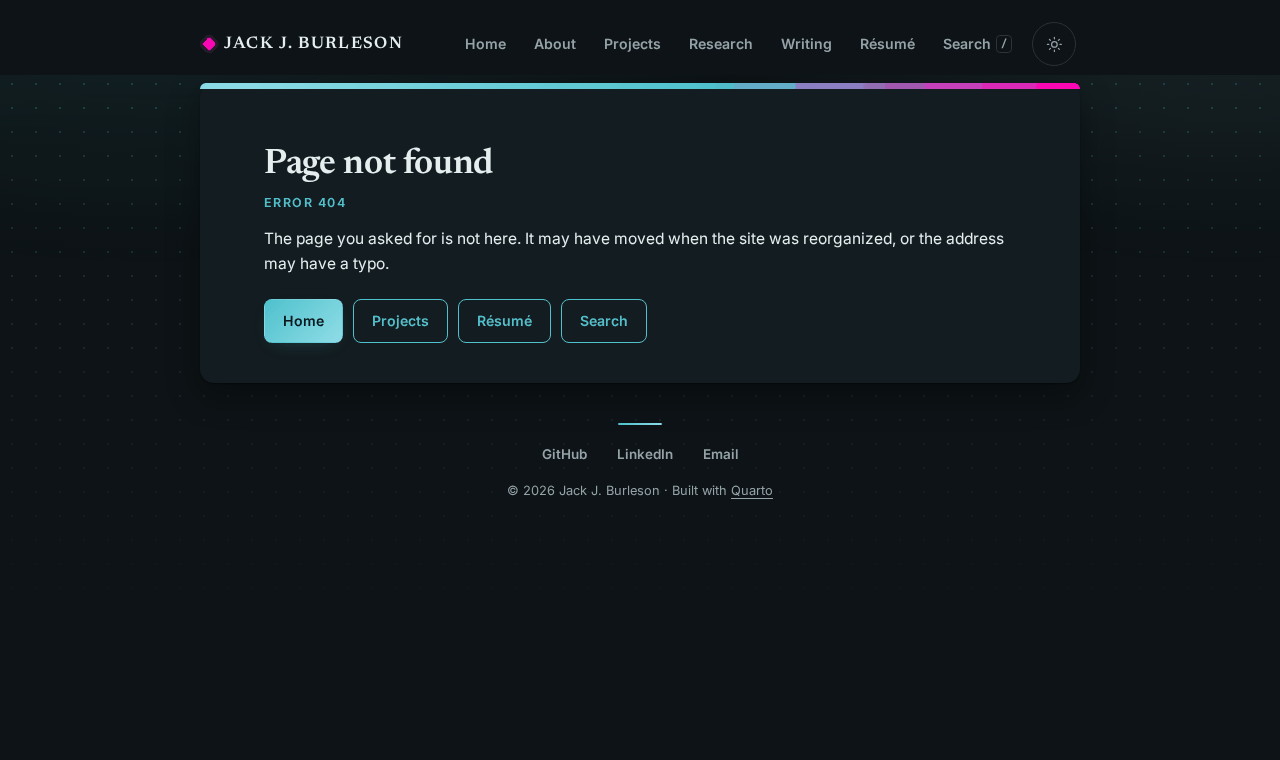 JACK J. BURLESON
Home About Projects Research Writing Résumé Search /
Page not found
ERROR 404
The page you asked for is not here. It may have moved when the site was reorganized, or the address
may have a typo.
Home Projects Résumé Search
GitHub LinkedIn Email
© 2026 Jack J. Burleson · Built with Quarto